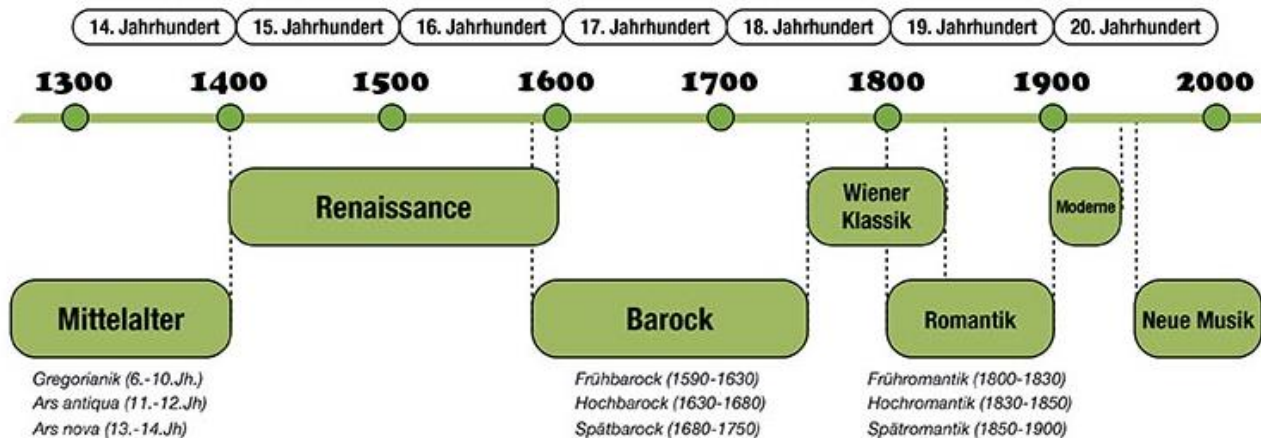 14. Jahrhundert 15. Jahrhundert 16. Jahrhundert 17. Jahrhundert 18. Jahrhundert 19. Jahrhundert 20. Jahrhundert
1300 1400 1500 1600 1700 1800 1900 2000
Renaissance
Wiener
Klassik
Moderne
Mittelalter
Barock
Romantik
Neue Musik
Gregorianik (6.-10.Jh.)
Ars antiqua (11.-12.Jh)
Ars nova (13.-14.Jh)
Frühbarock (1590-1630)
Hochbarock (1630-1680)
Spätbarock (1680-1750)
Frühromantik (1800-1830)
Hochromantik (1830-1850)
Spätromantik (1850-1900)